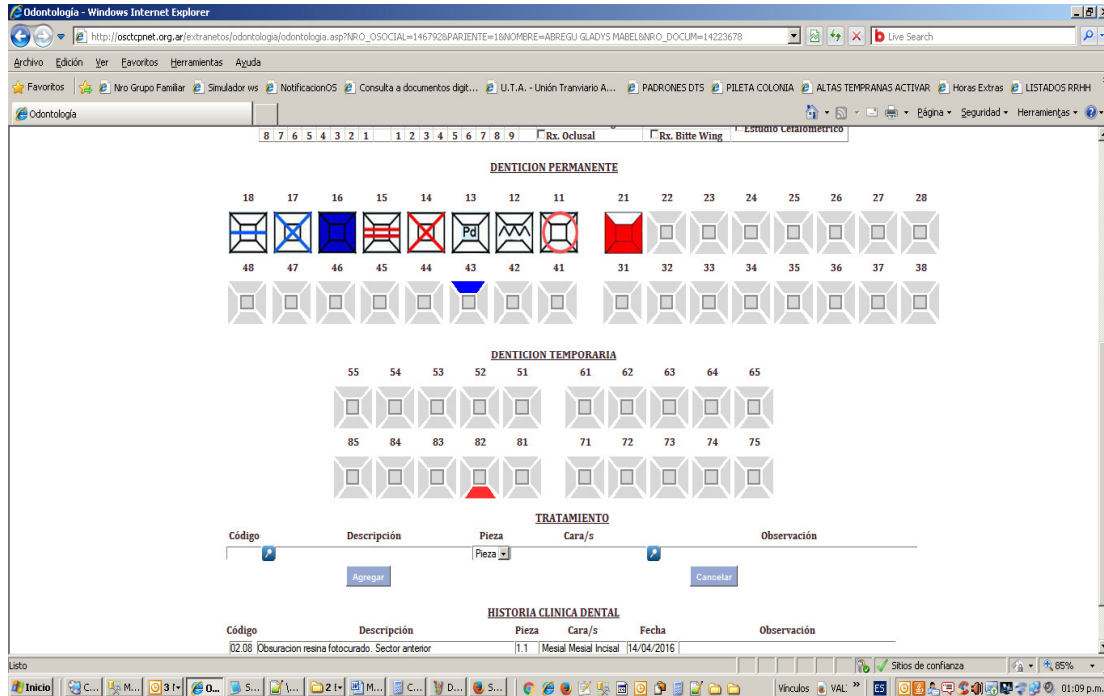 Odontología - Windows Internet Explorer
http://osctcpnet.org.ar/extranetos/odontologia/odontologia.asp?NRO_OSOCIAL=146792&PARIENTE=1&NOMBRE=ABREGU GLADYS MABEL&NRO_DOCUM=14223678
Live Search
Archivo Edición Ver Favoritos Herramientas Ayuda
Favoritos Nro Grupo Familiar Simulador ws NotificacionOS Consulta a documentos digit... U.T.A. - Unión Tranviario A... PADRONES DTS PILETA COLONIA ALTAS TEMPRANAS ACTIVAR Horas Extras LISTADOS RRHH
Odontología Página Seguridad Herramientas
8 7 6 5 4 3 2 1 1 2 3 4 5 6 7 8 9 Rx. Oclusal Rx. Bitte Wing Estudio Cefalometrico
DENTICION PERMANENTE
18 17 16 15 14 13 12 11 21 22 23 24 25 26 27 28
Pd
48 47 46 45 44 43 42 41 31 32 33 34 35 36 37 38
DENTICION TEMPORARIA
55 54 53 52 51 61 62 63 64 65
85 84 83 82 81 71 72 73 74 75
TRATAMIENTO
Código Descripción Pieza Cara/s Observación
Pieza
Agregar Cancelar
HISTORIA CLINICA DENTAL
Código Descripción Pieza Cara/s Fecha Observación
02.08 Obsuracion resina fotocurado. Sector anterior 1.1 Mesial Mesial Incisal 14/04/2016
Listo Sitios de confianza 85%
Inicio C... M... 3 O... S... \... 2 M... C... D... S... Vínculos VAL: » ES 01:09 p.m.